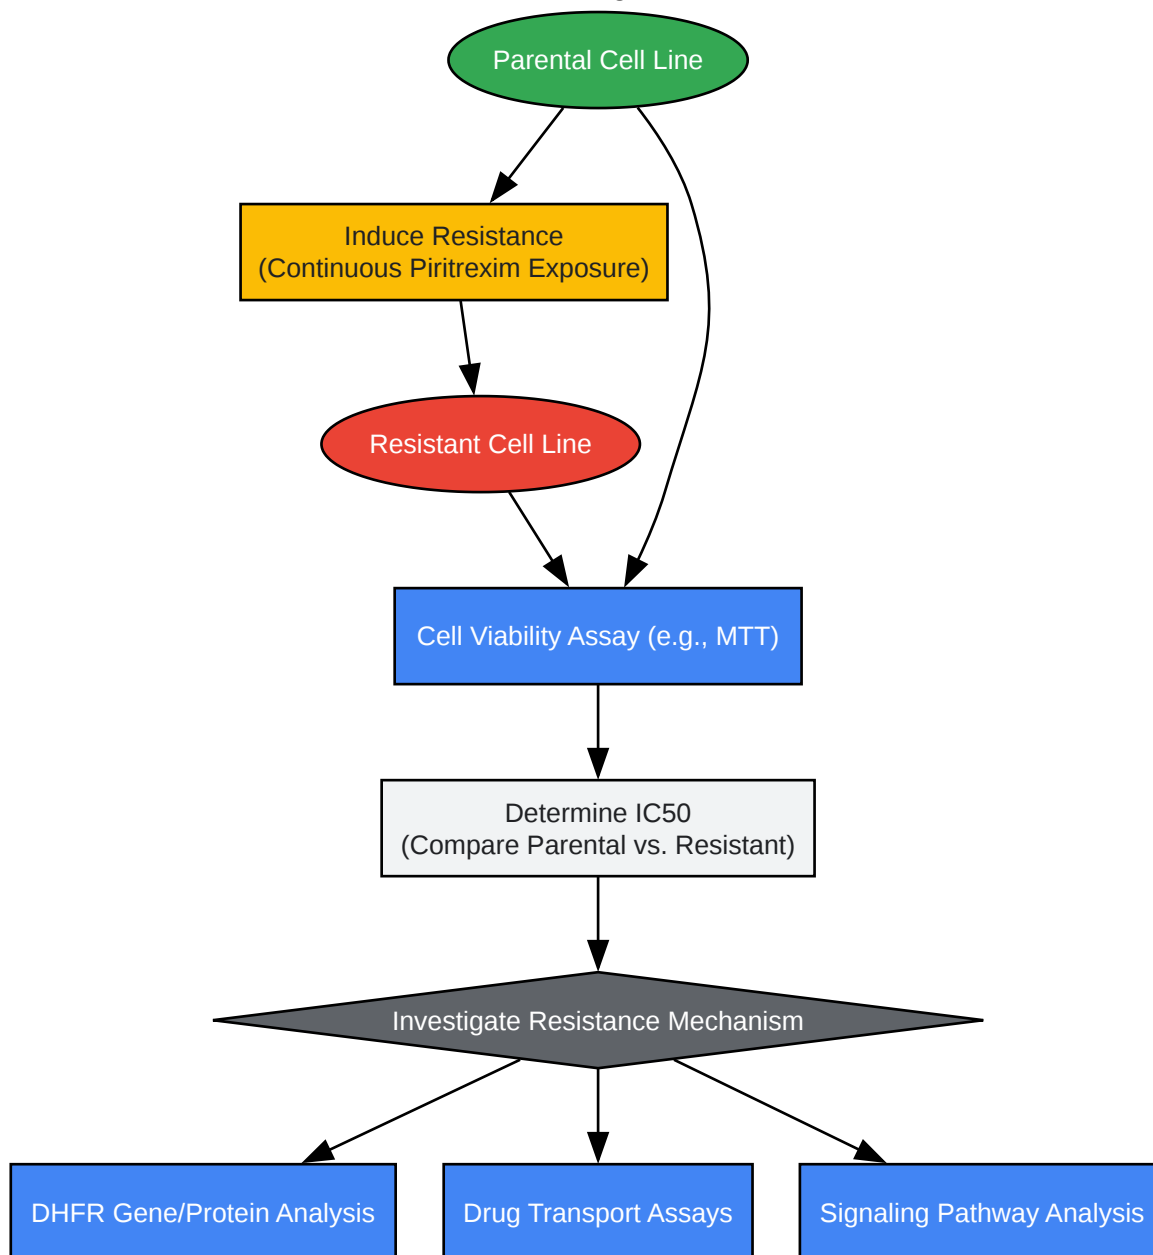 Parental Cell Line
Induce Resistance
(Continuous Piritrexim Exposure)
Resistant Cell Line
Cell Viability Assay (e.g., MTT)
Determine IC50
(Compare Parental vs. Resistant)
Investigate Resistance Mechanism
DHFR Gene/Protein Analysis
Drug Transport Assays
Signaling Pathway Analysis